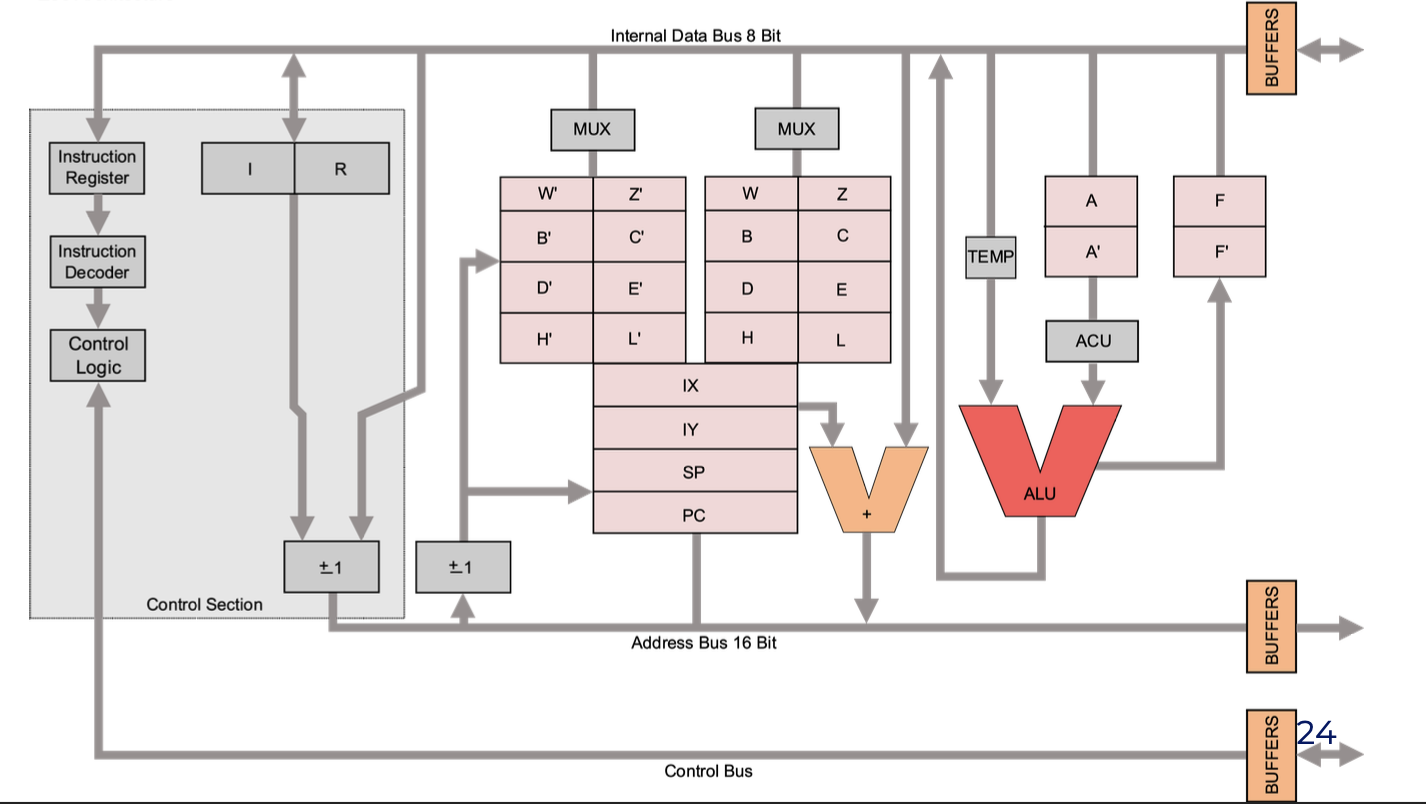 Internal Data Bus 8 Bit
BUFFERS
MUX
MUX
Instruction
Register
I
R
W'
Z'
W
Z
A
F
B'
C'
B
C
Instruction
Decoder
TEMP
A'
F'
D'
E'
D
E
Control
Logic
H'
L'
H
L
ACU
IX
IY
SP
ALU
PC
+
±1
±1
Control Section
BUFFERS
Address Bus 16 Bit
BUFFERS
24
Control Bus